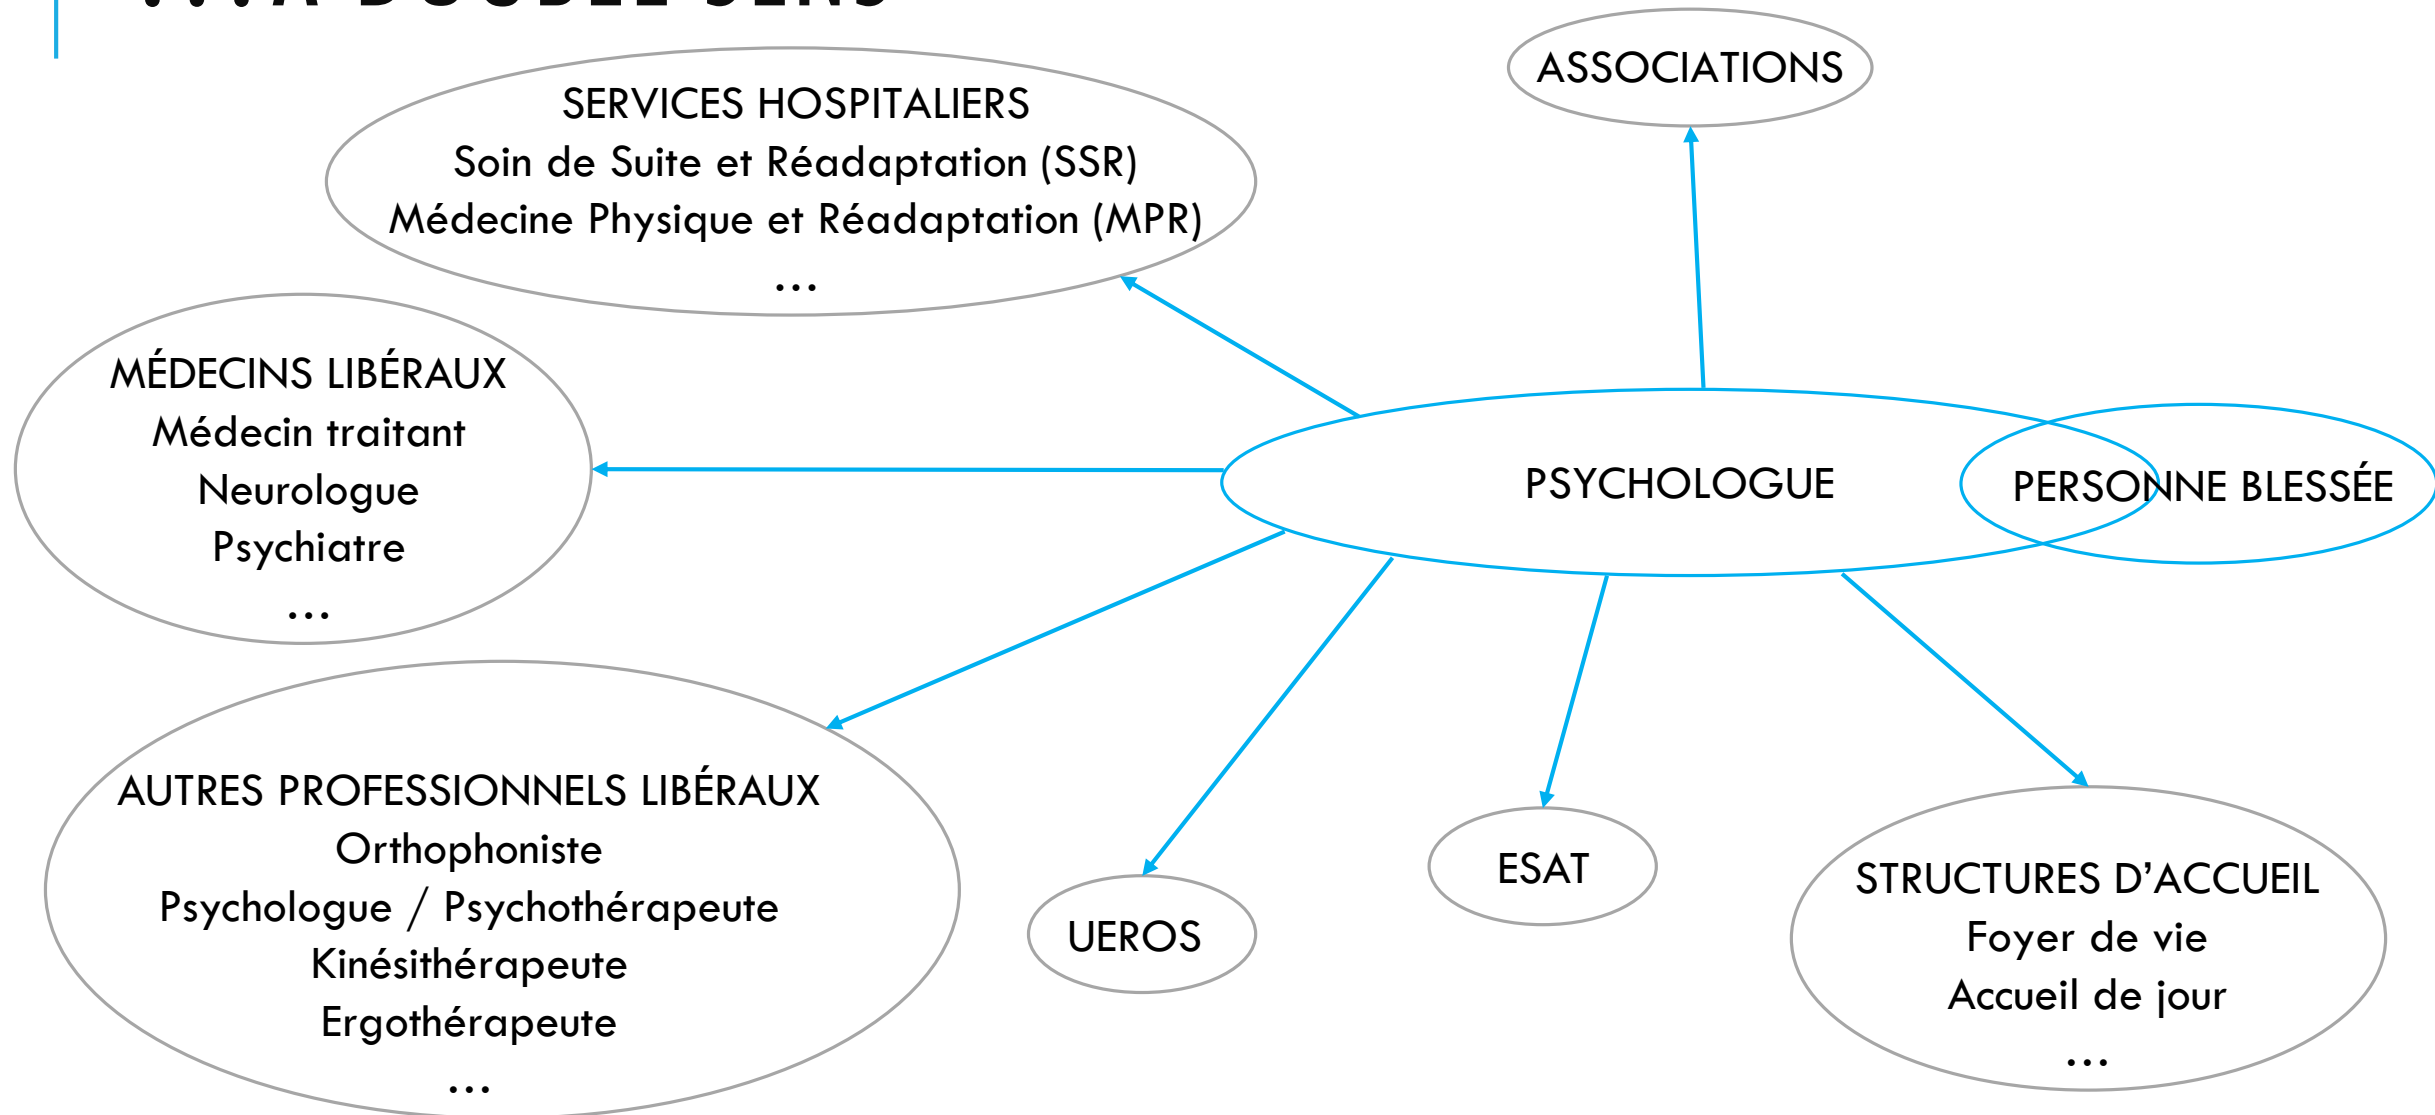 ...À DOUBLE SENS
ASSOCIATIONS
SERVICES HOSPITALIERS
Soin de Suite et Réadaptation (SSR)
Médecine Physique et Réadaptation (MPR)
...
MÉDECINS LIBÉRAUX
Médecin traitant
Neurologue
Psychiatre
...
PSYCHOLOGUE
PERSONNE BLESSÉE
AUTRES PROFESSIONNELS LIBÉRAUX
Orthophoniste
Psychologue / Psychothérapeute
Kinésithérapeute
Ergothérapeute
...
UEROS
ESAT
STRUCTURES D’ACCUEIL
Foyer de vie
Accueil de jour
...